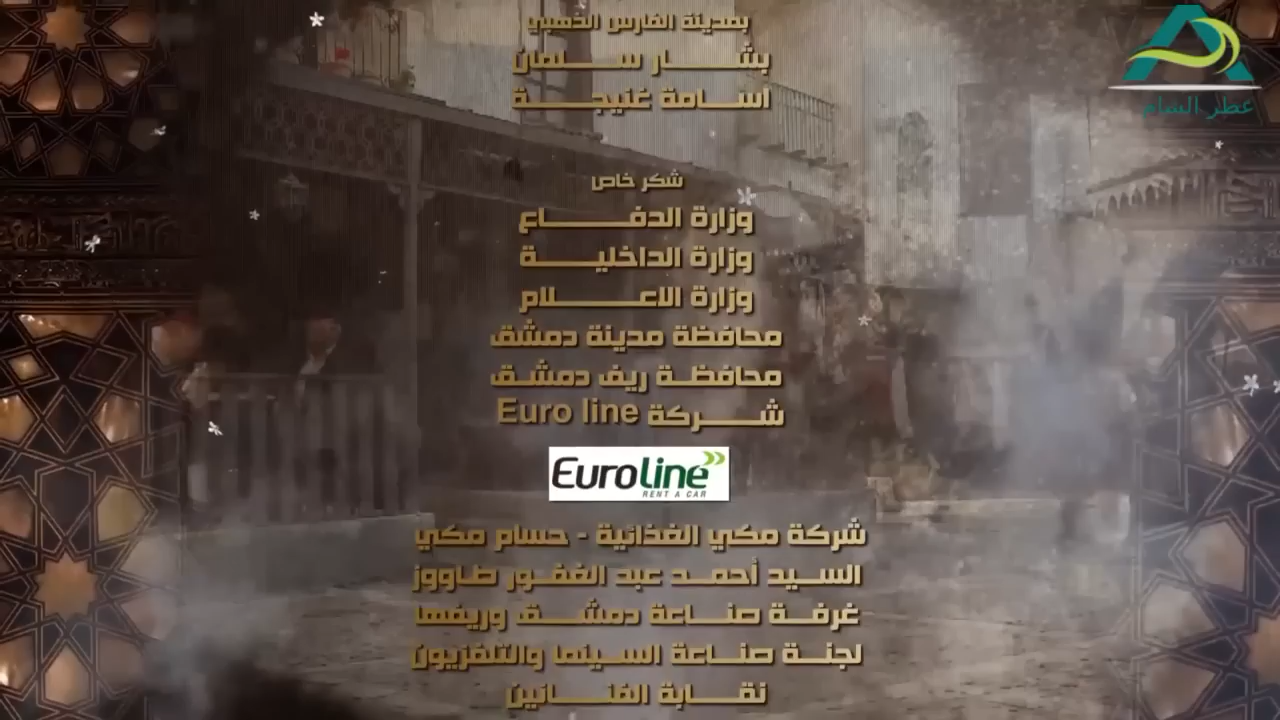 بمدينة الفارس الذهبي
بشار سلمان
اسامة غنيجة
عطر الشام
شكر خاص
وزارة الدفاع
وزارة الداخلية
وزارة الاعلام
محافظة مدينة دمشق
محافظة ريف دمشق
شركة Euro line
Euroline
RENT A CAR
شركة مكي الغذائية - حسام مكي
السيد أحمد عبد الغفور طاووز
غرفة صناعة دمشق وريفها
لجنة صناعة السينما والتلفزيون
نقابة الفنانين